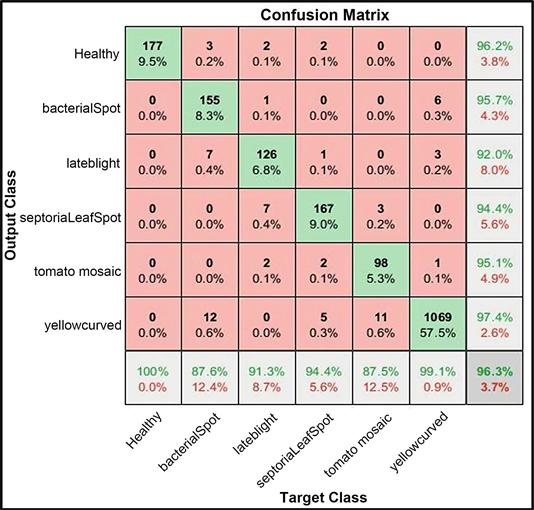 Confusion Matrix
Output Class
Healthy 177 3 2 2 0 0 96.2%
9.5% 0.2% 0.1% 0.1% 0.0% 0.0% 3.8%
bacterialSpot 0 155 1 0 0 6 95.7%
0.0% 8.3% 0.1% 0.0% 0.0% 0.3% 4.3%
lateblight 0 7 126 1 0 3 92.0%
0.0% 0.4% 6.8% 0.1% 0.0% 0.2% 8.0%
septoriaLeafSpot 0 0 7 167 3 0 94.4%
0.0% 0.0% 0.4% 9.0% 0.2% 0.0% 5.6%
tomato mosaic 0 0 2 2 98 1 95.1%
0.0% 0.0% 0.1% 0.1% 5.3% 0.1% 4.9%
yellowcurved 0 12 0 5 11 1069 97.4%
0.0% 0.6% 0.0% 0.3% 0.6% 57.5% 2.6%
100% 87.6% 91.3% 94.4% 87.5% 99.1% 96.3%
0.0% 12.4% 8.7% 5.6% 12.5% 0.9% 3.7%
Healthy bacterialSpot lateblight septoriaLeafSpot tomato mosaic yellowcurved
Target Class